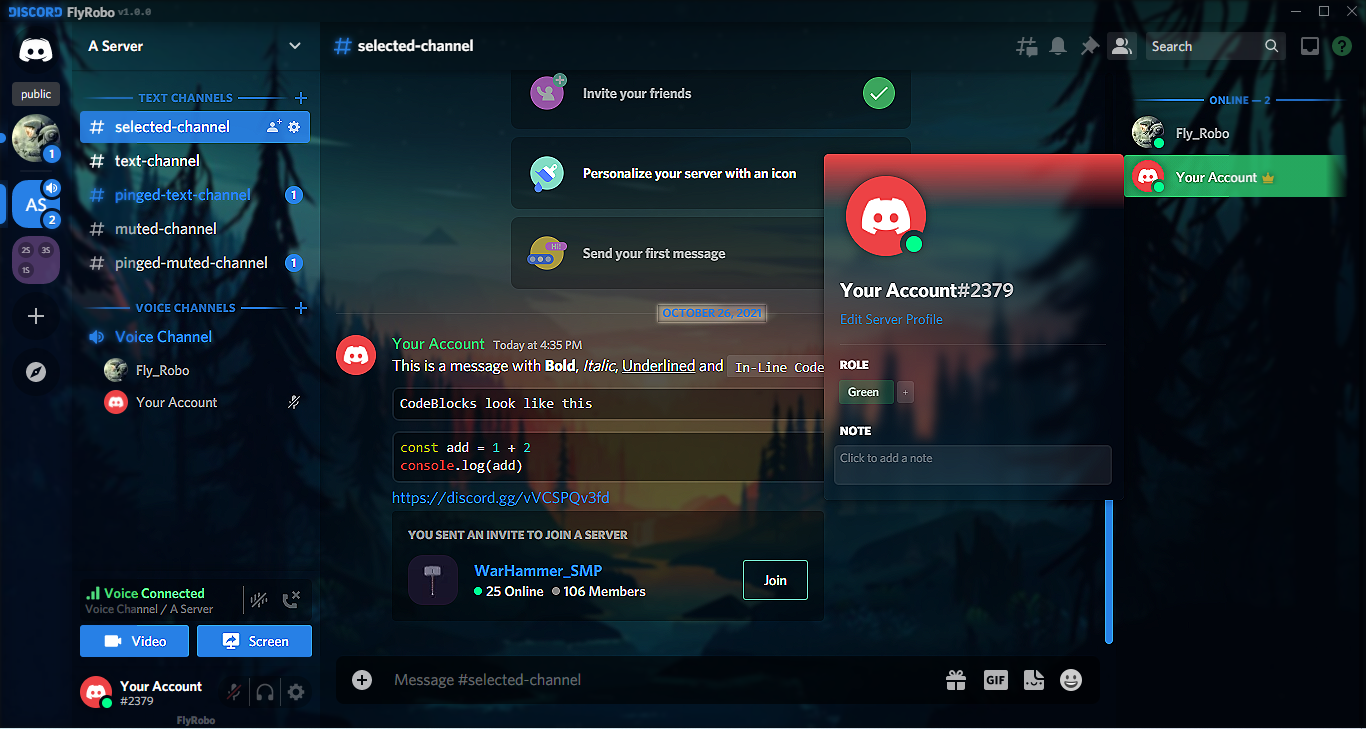 DISCORD FlyRobo v1.0.0
A Server
public
1
AS
2
2S 3S
1S
TEXT CHANNELS
selected-channel
text-channel
pinged-text-channel 1
muted-channel
pinged-muted-channel 1
VOICE CHANNELS
Voice Channel
Fly_Robo
Your Account
Voice Connected
Voice Channel / A Server
Video
Screen
Your Account
#2379
FlyRobo
# selected-channel
Search
Invite your friends
Personalize your server with an icon
Hi!
Send your first message
OCTOBER 26, 2021
Your Account Today at 4:35 PM
This is a message with Bold, Italic, Underlined and In-Line Code
CodeBlocks look like this
const add = 1 + 2
console.log(add)
https://discord.gg/vVCSPQv3fd
YOU SENT AN INVITE TO JOIN A SERVER
WarHammer_SMP
25 Online 106 Members
Join
Message #selected-channel
GIF
Your Account#2379
Edit Server Profile
ROLE
Green +
NOTE
Click to add a note
ONLINE — 2
Fly_Robo
Your Account